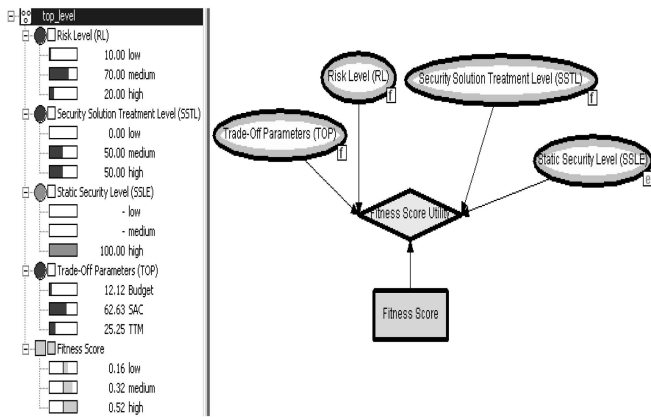 top_level
Risk Level (RL)
10.00 low
70.00 medium
20.00 high
Security Solution Treatment Level (SSTL)
0.00 low
50.00 medium
50.00 high
Static Security Level (SSLE)
- low
- medium
100.00 high
Trade-Off Parameters (TOP)
12.12 Budget
62.63 SAC
25.25 TTM
Fitness Score
0.16 low
0.32 medium
0.52 high
Risk Level (RL)
f
Security Solution Treatment Level (SSTL)
f
Trade-Off Parameters (TOP)
f
Static Security Level (SSLE)
e
Fitness Score Utility
Fitness Score